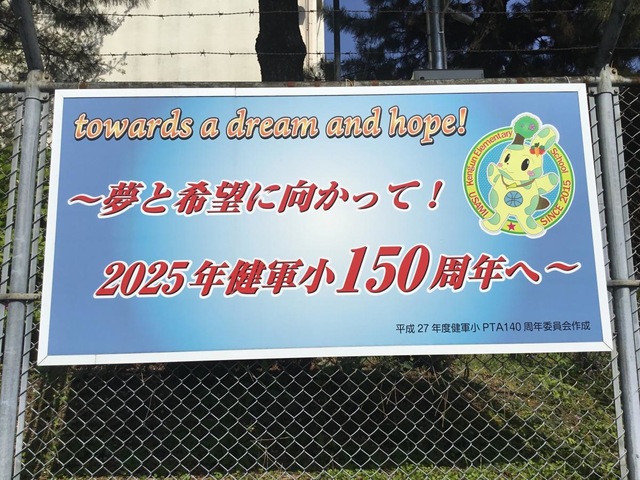 towards a dream and hope!
～夢と希望に向かって！
2025年健軍小150周年へ～
平成27年度健軍小PTA140周年委員会作成
Kengun Elementary School
ISAMI
SINCE 2015